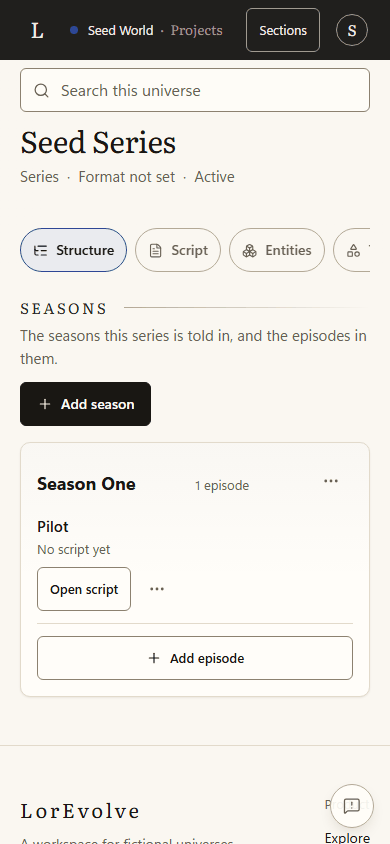 L Seed World · Projects Sections S
Search this universe
Seed Series
Series · Format not set · Active
Structure Script Entities
SEASONS
The seasons this series is told in, and the episodes in
them.
+ Add season
Season One 1 episode ...
Pilot
No script yet
Open script ...
+ Add episode
LorEvolve
Explore
A workspace for fictional universes